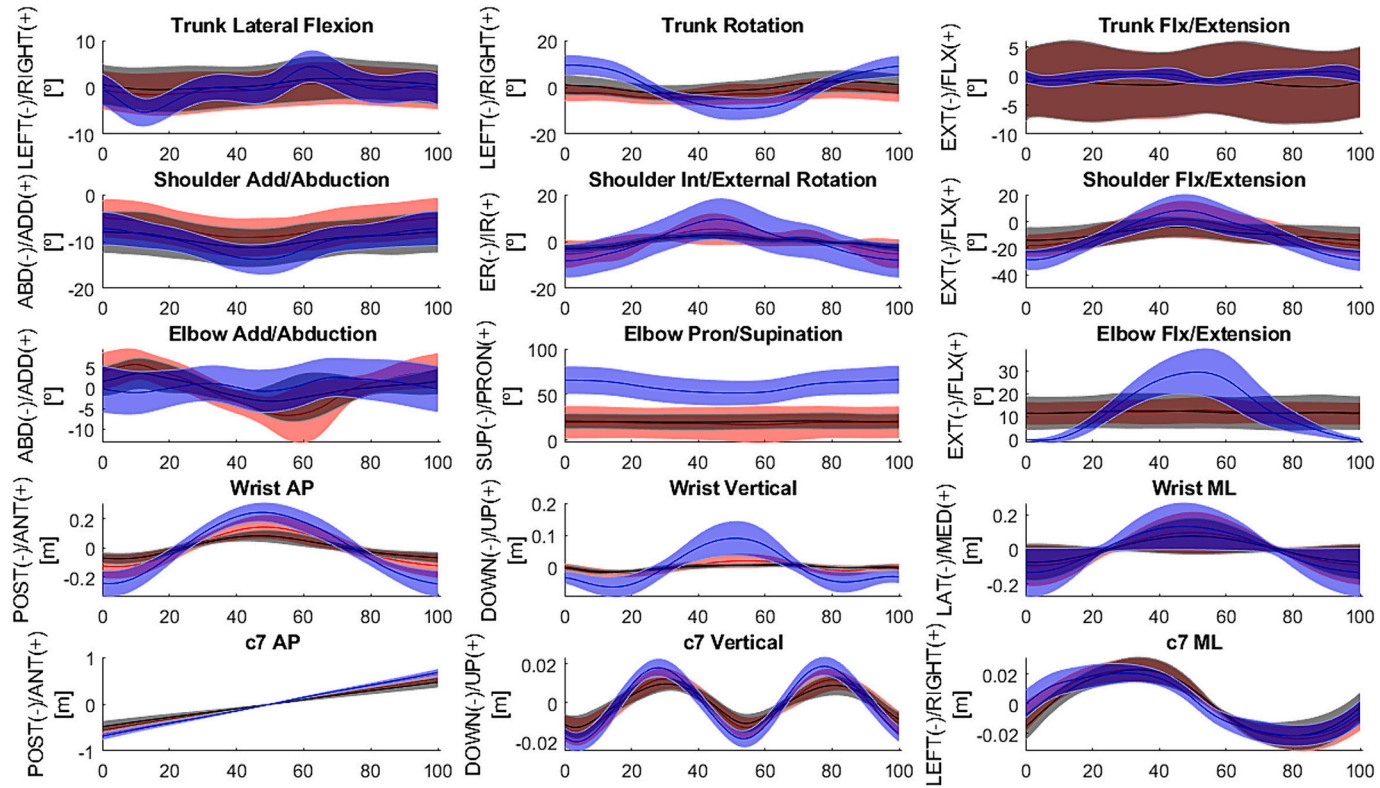 Trunk Lateral Flexion
LEFT(-)/RIGHT(+)
[º]
10
0
-10
0 20 40 60 80 100
Trunk Rotation
LEFT(-)/RIGHT(+)
[º]
20
0
-20
0 20 40 60 80 100
Trunk Flx/Extension
EXT(-)/FLX(+)
[º]
5
0
-5
-10
0 20 40 60 80 100
Shoulder Add/Abduction
ABD(-)/ADD(+)
[º]
0
-10
-20
0 20 40 60 80 100
Shoulder Int/External Rotation
ER(-)/IR(+)
[º]
20
0
-20
0 20 40 60 80 100
Shoulder Flx/Extension
EXT(-)/FLX(+)
[º]
20
0
-20
-40
0 20 40 60 80 100
Elbow Add/Abduction
ABD(-)/ADD(+)
[º]
5
0
-5
-10
0 20 40 60 80 100
Elbow Pron/Supination
SUP(-)/PRON(+)
[º]
100
50
0
0 20 40 60 80 100
Elbow Flx/Extension
EXT(-)/FLX(+)
[º]
30
20
10
0
0 20 40 60 80 100
Wrist AP
POST(-)/ANT(+)
[m]
0.2
0
-0.2
0 20 40 60 80 100
Wrist Vertical
DOWN(-)/UP(+)
[m]
0.2
0.1
0
0 20 40 60 80 100
Wrist ML
LAT(-)/MED(+)
[m]
0.2
0
-0.2
0 20 40 60 80 100
c7 AP
POST(-)/ANT(+)
[m]
1
0
-1
0 20 40 60 80 100
c7 Vertical
DOWN(-)/UP(+)
[m]
0.02
0
-0.02
0 20 40 60 80 100
c7 ML
LEFT(-)/RIGHT(+)
[m]
0.02
0
-0.02
0 20 40 60 80 100